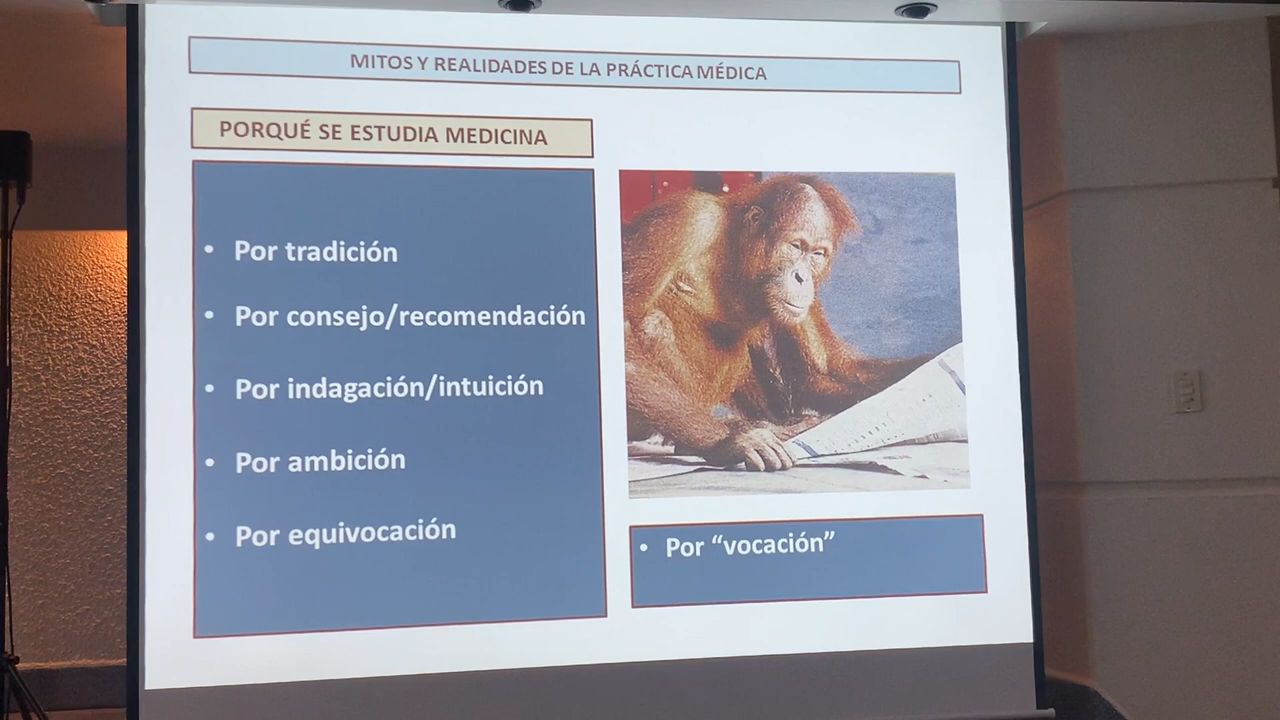 MITOS Y REALIDADES DE LA PRÁCTICA MÉDICA
PORQUÉ SE ESTUDIA MEDICINA
• Por tradición
• Por consejo/recomendación
• Por indagación/intuición
• Por ambición
• Por equivocación
• Por “vocación”